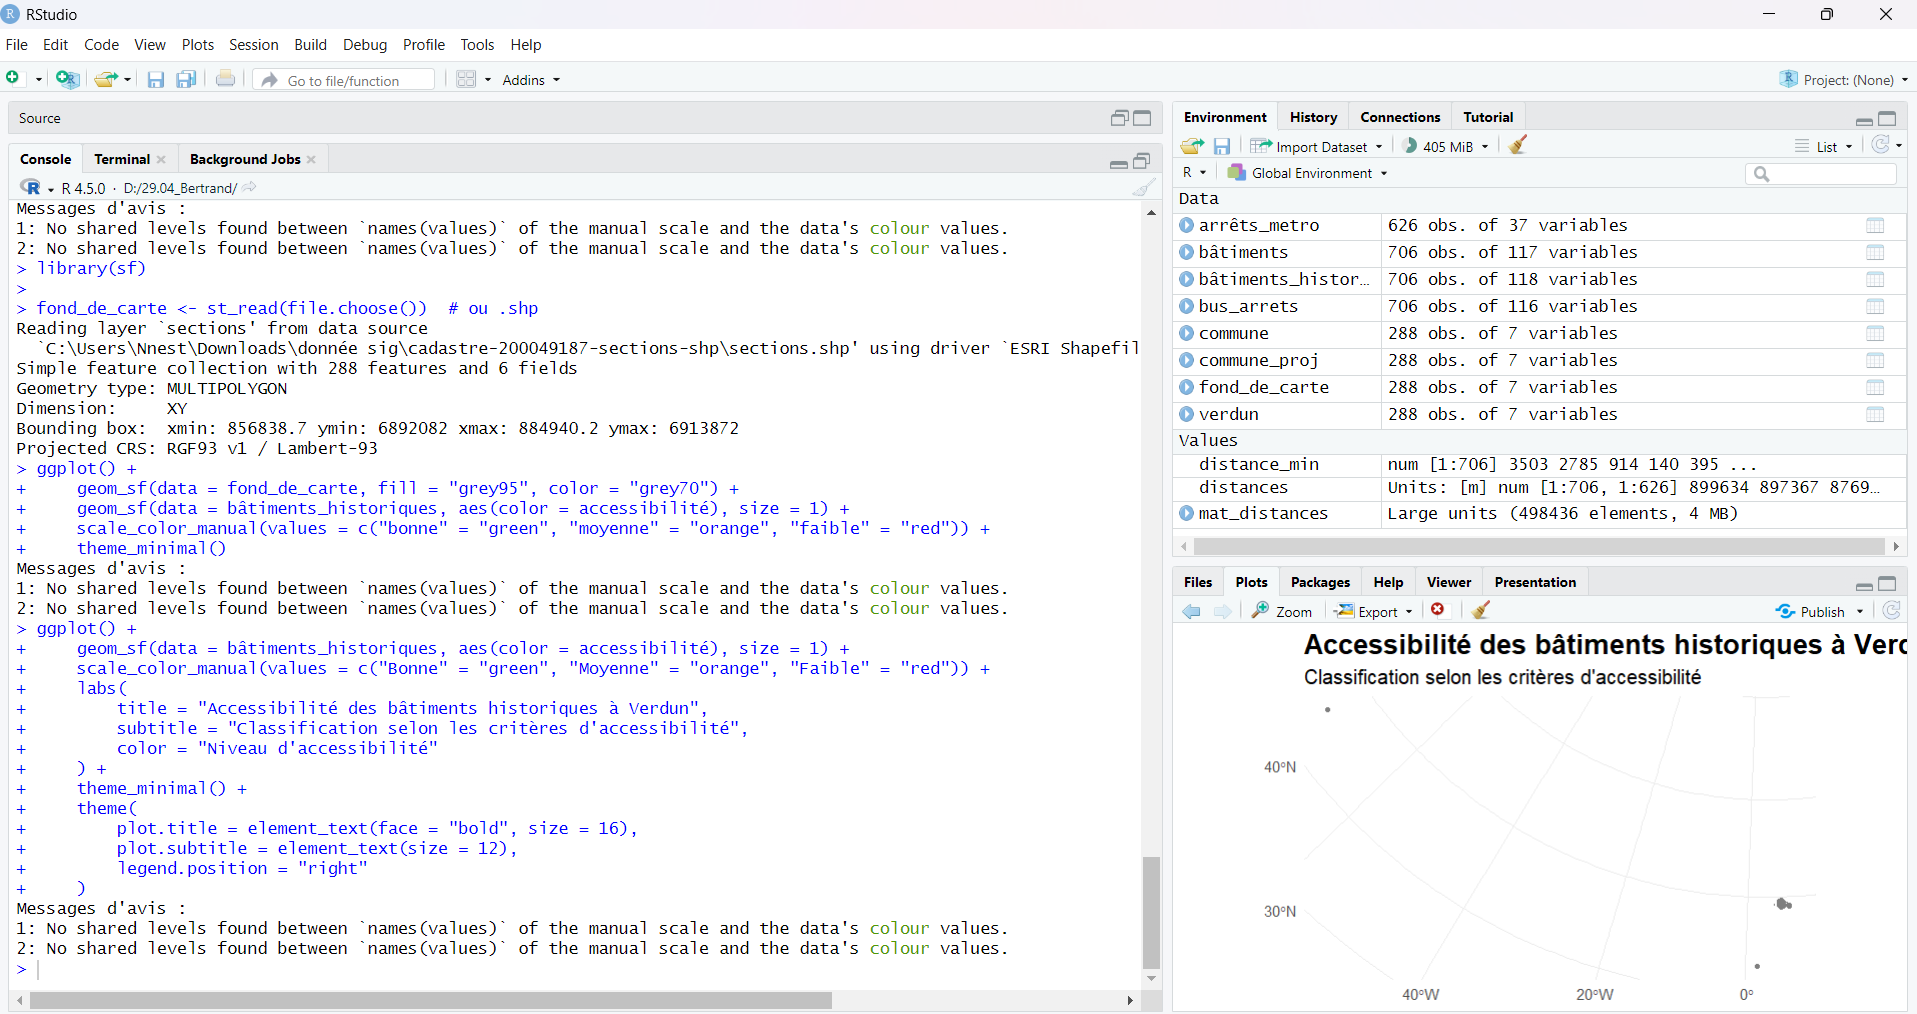 RStudio
File Edit Code View Plots Session Build Debug Profile Tools Help
Go to file/function Addins Project: (None)
Source
Console Terminal Background Jobs
R 4.5.0 · D:/29.04_Bertrand/
Messages d'avis :
1: No shared levels found between `names(values)` of the manual scale and the data's colour values.
2: No shared levels found between `names(values)` of the manual scale and the data's colour values.
> library(sf)
>
> fond_de_carte <- st_read(file.choose())  # ou .shp
Reading layer `sections' from data source
  `C:\Users\Nnest\Downloads\donnée sig\cadastre-200049187-sections-shp\sections.shp' using driver `ESRI Shapefil
Simple feature collection with 288 features and 6 fields
Geometry type: MULTIPOLYGON
Dimension:     XY
Bounding box:  xmin: 856838.7 ymin: 6892082 xmax: 884940.2 ymax: 6913872
Projected CRS: RGF93 v1 / Lambert-93
> ggplot() +
+     geom_sf(data = fond_de_carte, fill = "grey95", color = "grey70") +
+     geom_sf(data = bâtiments_historiques, aes(color = accessibilité), size = 1) +
+     scale_color_manual(values = c("bonne" = "green", "moyenne" = "orange", "faible" = "red")) +
+     theme_minimal()
Messages d'avis :
1: No shared levels found between `names(values)` of the manual scale and the data's colour values.
2: No shared levels found between `names(values)` of the manual scale and the data's colour values.
> ggplot() +
+     geom_sf(data = bâtiments_historiques, aes(color = accessibilité), size = 1) +
+     scale_color_manual(values = c("Bonne" = "green", "Moyenne" = "orange", "Faible" = "red")) +
+     labs(
+         title = "Accessibilité des bâtiments historiques à Verdun",
+         subtitle = "Classification selon les critères d'accessibilité",
+         color = "Niveau d'accessibilité"
+     ) +
+     theme_minimal() +
+     theme(
+         plot.title = element_text(face = "bold", size = 16),
+         plot.subtitle = element_text(size = 12),
+         legend.position = "right"
+     )
Messages d'avis :
1: No shared levels found between `names(values)` of the manual scale and the data's colour values.
2: No shared levels found between `names(values)` of the manual scale and the data's colour values.
>
Environment History Connections Tutorial
Import Dataset 405 MiB List
R Global Environment
Data
arrêts_metro 626 obs. of 37 variables
bâtiments 706 obs. of 117 variables
bâtiments_histor… 706 obs. of 118 variables
bus_arrets 706 obs. of 116 variables
commune 288 obs. of 7 variables
commune_proj 288 obs. of 7 variables
fond_de_carte 288 obs. of 7 variables
verdun 288 obs. of 7 variables
Values
distance_min num [1:706] 3503 2785 914 140 395 ...
distances Units: [m] num [1:706, 1:626] 899634 897367 8769…
mat_distances Large units (498436 elements, 4 MB)
Files Plots Packages Help Viewer Presentation
Zoom Export Publish
Accessibilité des bâtiments historiques à Verd
Classification selon les critères d'accessibilité
40°N
30°N
40°W 20°W 0°